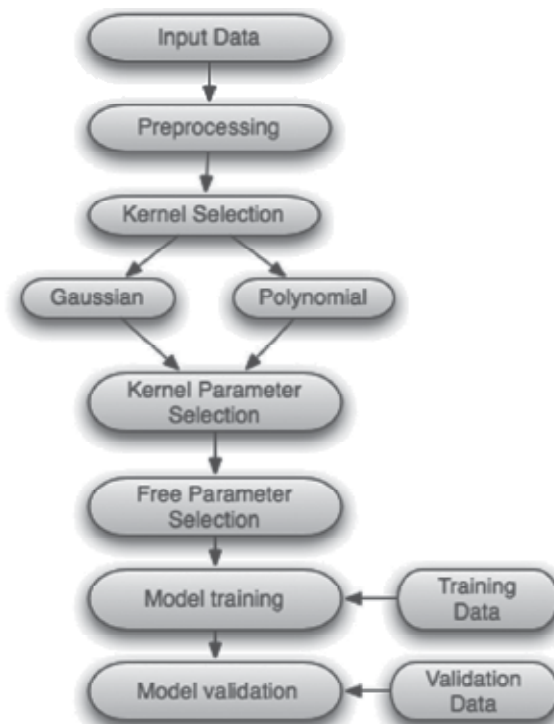 Input Data
Preprocessing
Kernel Selection
Gaussian
Polynomial
Kernel Parameter
Selection
Free Parameter
Selection
Model training
Training
Data
Model validation
Validation
Data